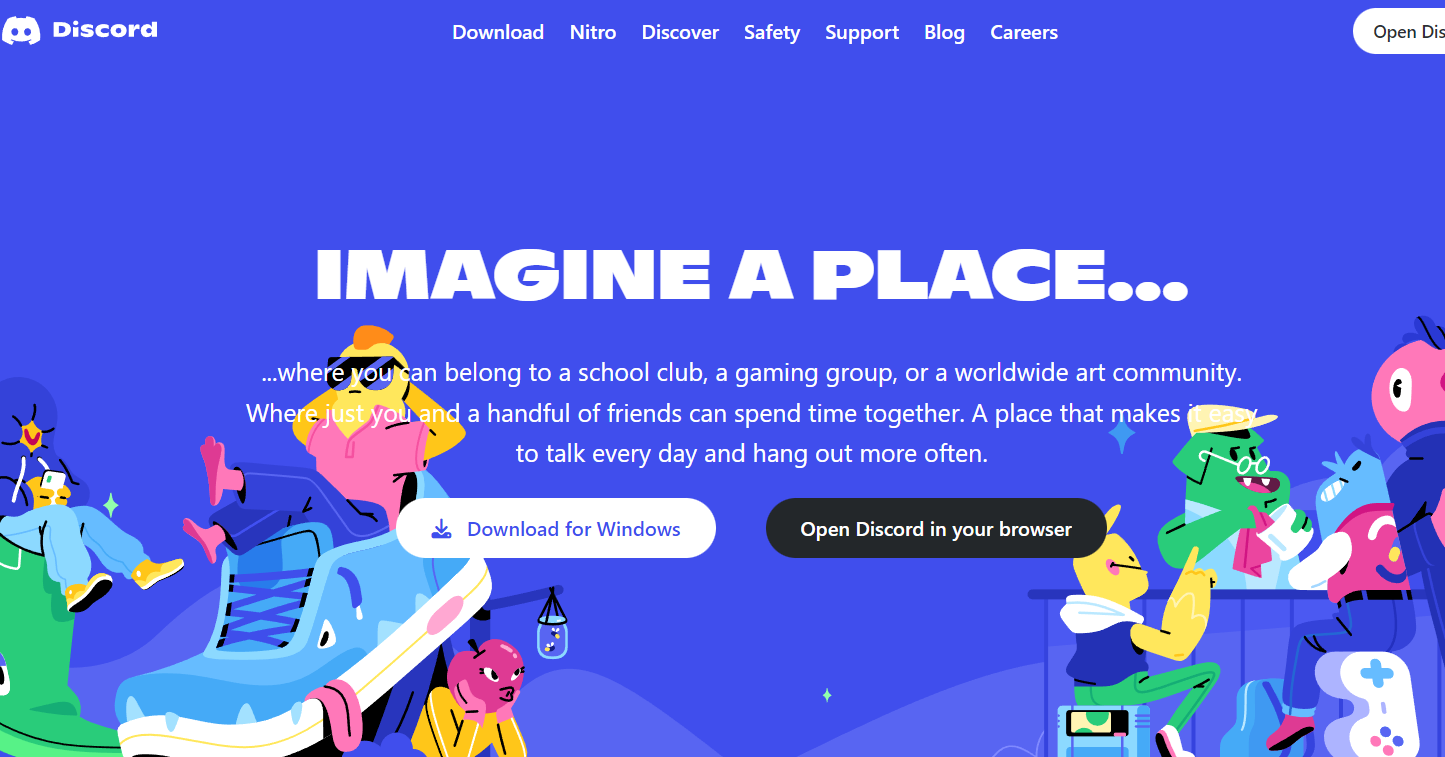 Discord
Download Nitro Discover Safety Support Blog Careers
Open Dis
IMAGINE A PLACE...
...where you can belong to a school club, a gaming group, or a worldwide art community.
Where just you and a handful of friends can spend time together. A place that makes it easy
to talk every day and hang out more often.
Download for Windows
Open Discord in your browser